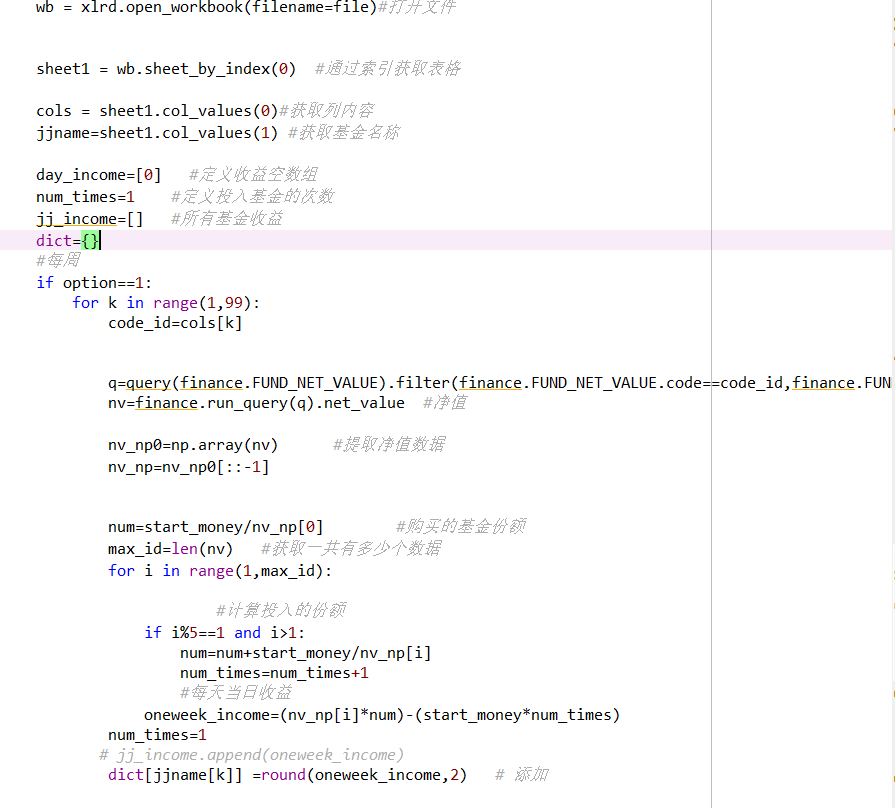 wb = xlrd.open_workbook(filename=file)#打开文件
sheet1 = wb.sheet_by_index(0)  #通过索引获取表格
cols = sheet1.col_values(0)#获取列内容
jjname=sheet1.col_values(1) #获取基金名称
day_income=[0]   #定义收益空数组
num_times=1    #定义投入基金的次数
jj_income=[]   #所有基金收益
dict={}
#每周
if option==1:
    for k in range(1,99):
        code_id=cols[k]
        q=query(finance.FUND_NET_VALUE).filter(finance.FUND_NET_VALUE.code==code_id,finance.FUN
        nv=finance.run_query(q).net_value  #净值
        nv_np0=np.array(nv)      #提取净值数据
        nv_np=nv_np0[::-1]
        num=start_money/nv_np[0]        #购买的基金份额
        max_id=len(nv)   #获取一共有多少个数据
        for i in range(1,max_id):
                    #计算投入的份额
            if i%5==1 and i>1:
                num=num+start_money/nv_np[i]
                num_times=num_times+1
                #每天当日收益
            oneweek_income=(nv_np[i]*num)-(start_money*num_times)
        num_times=1
       # jj_income.append(oneweek_income)
        dict[jjname[k]] =round(oneweek_income,2)   # 添加